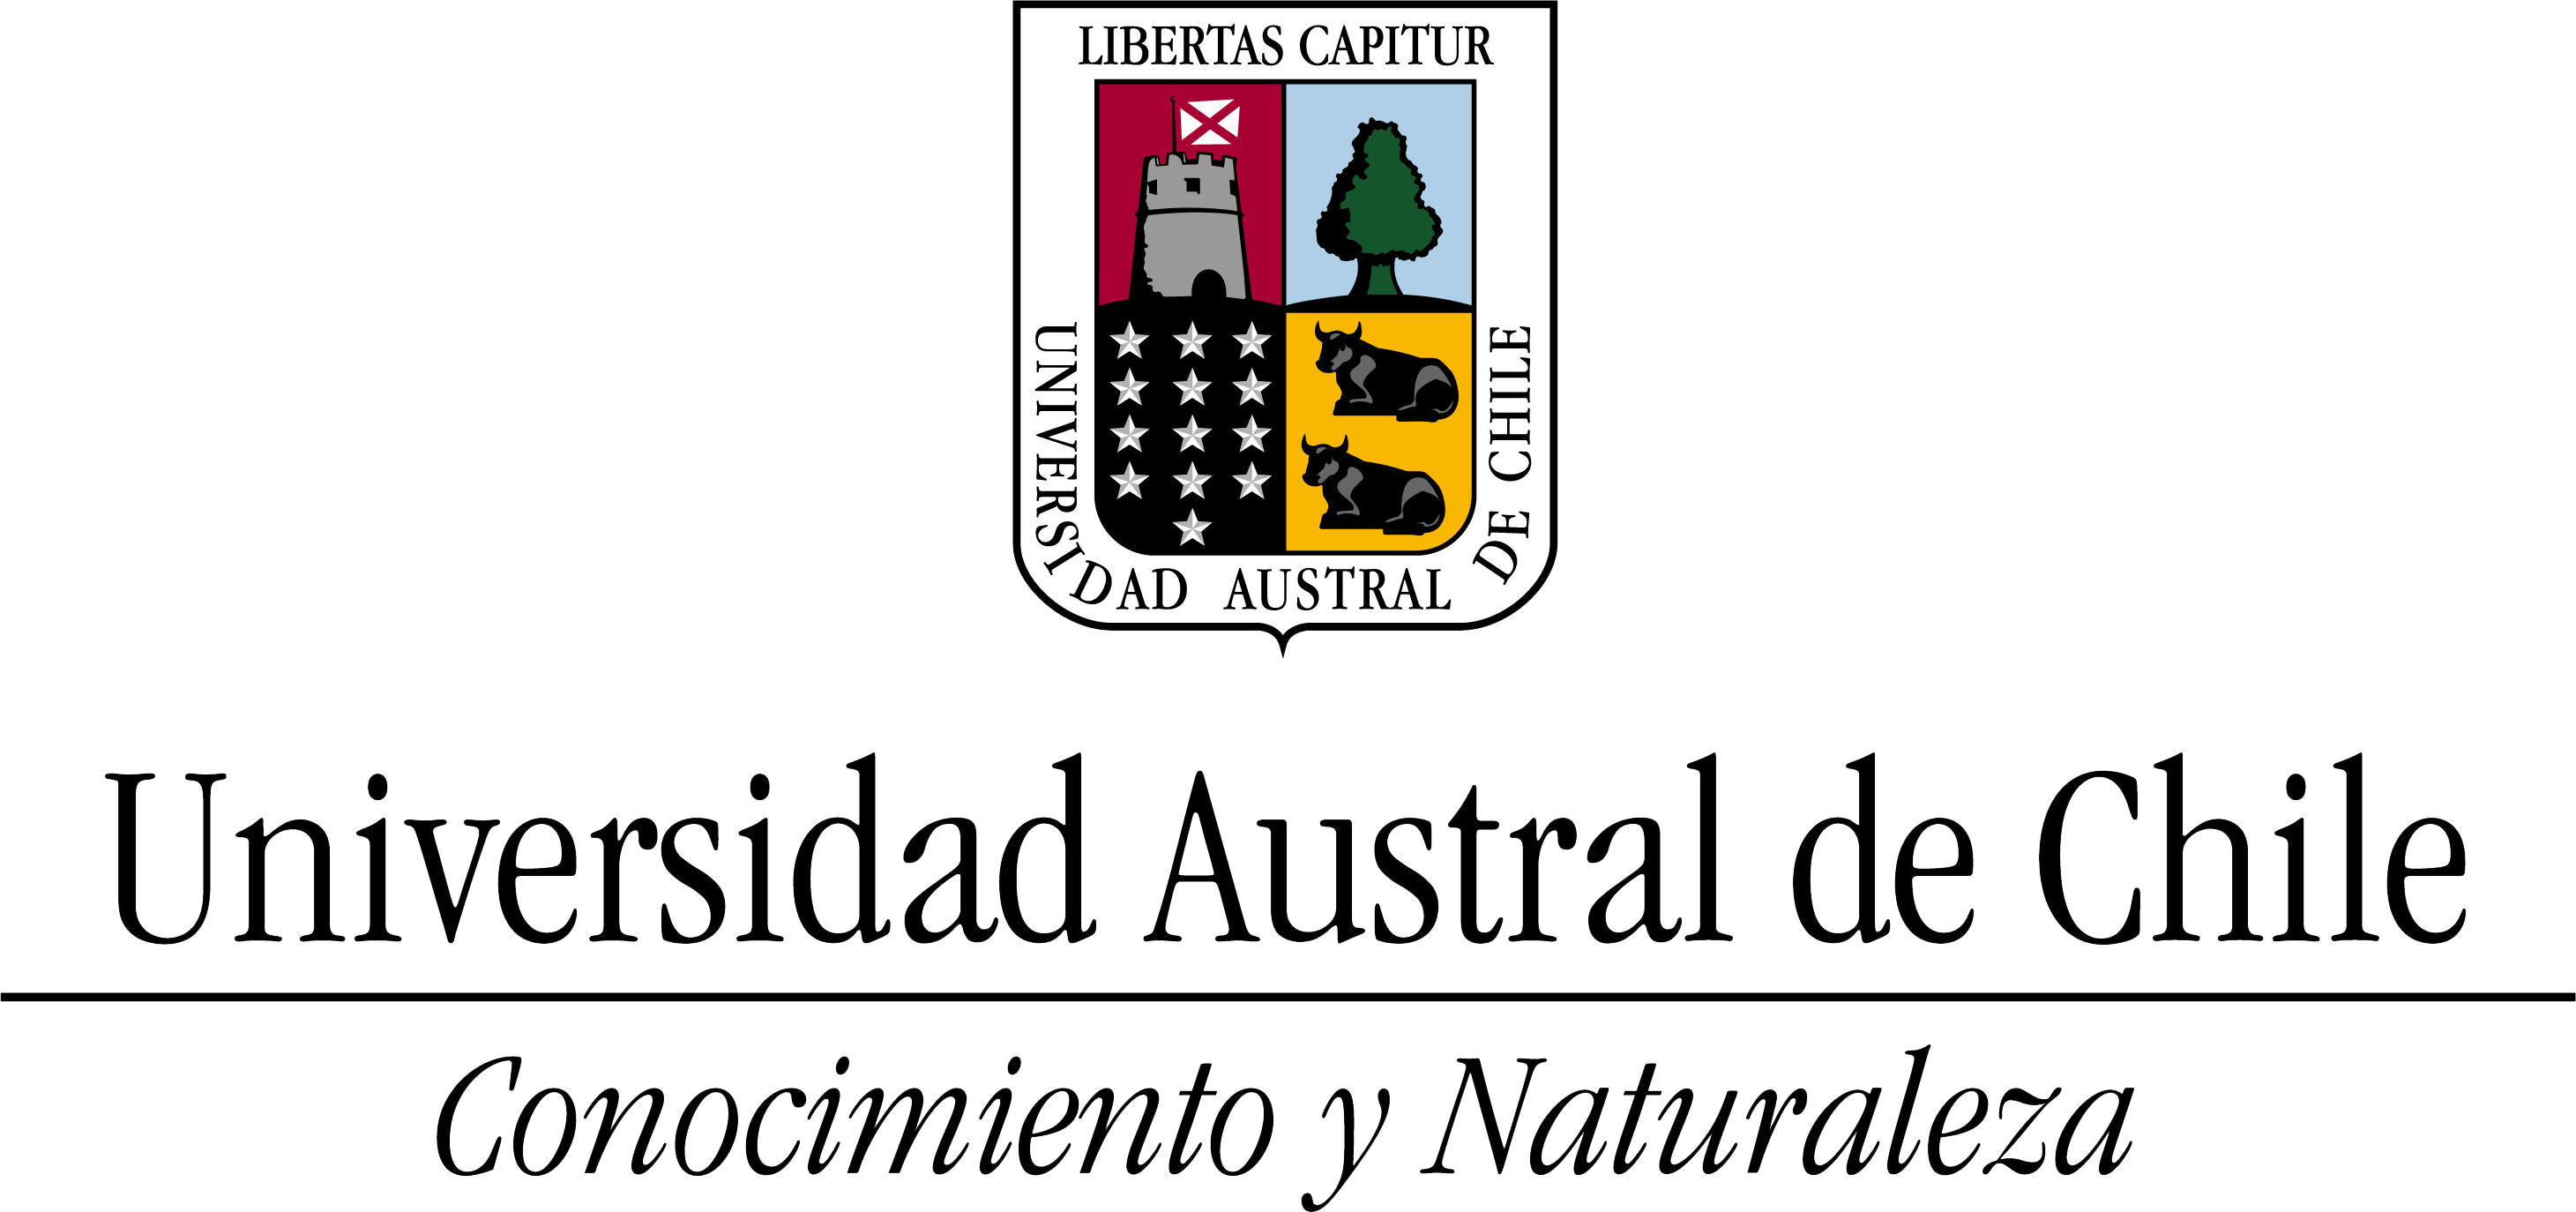 LIBERTAS CAPITUR
UNIVERSIDAD AUSTRAL DE CHILE
Universidad Austral de Chile
Conocimiento y Naturaleza